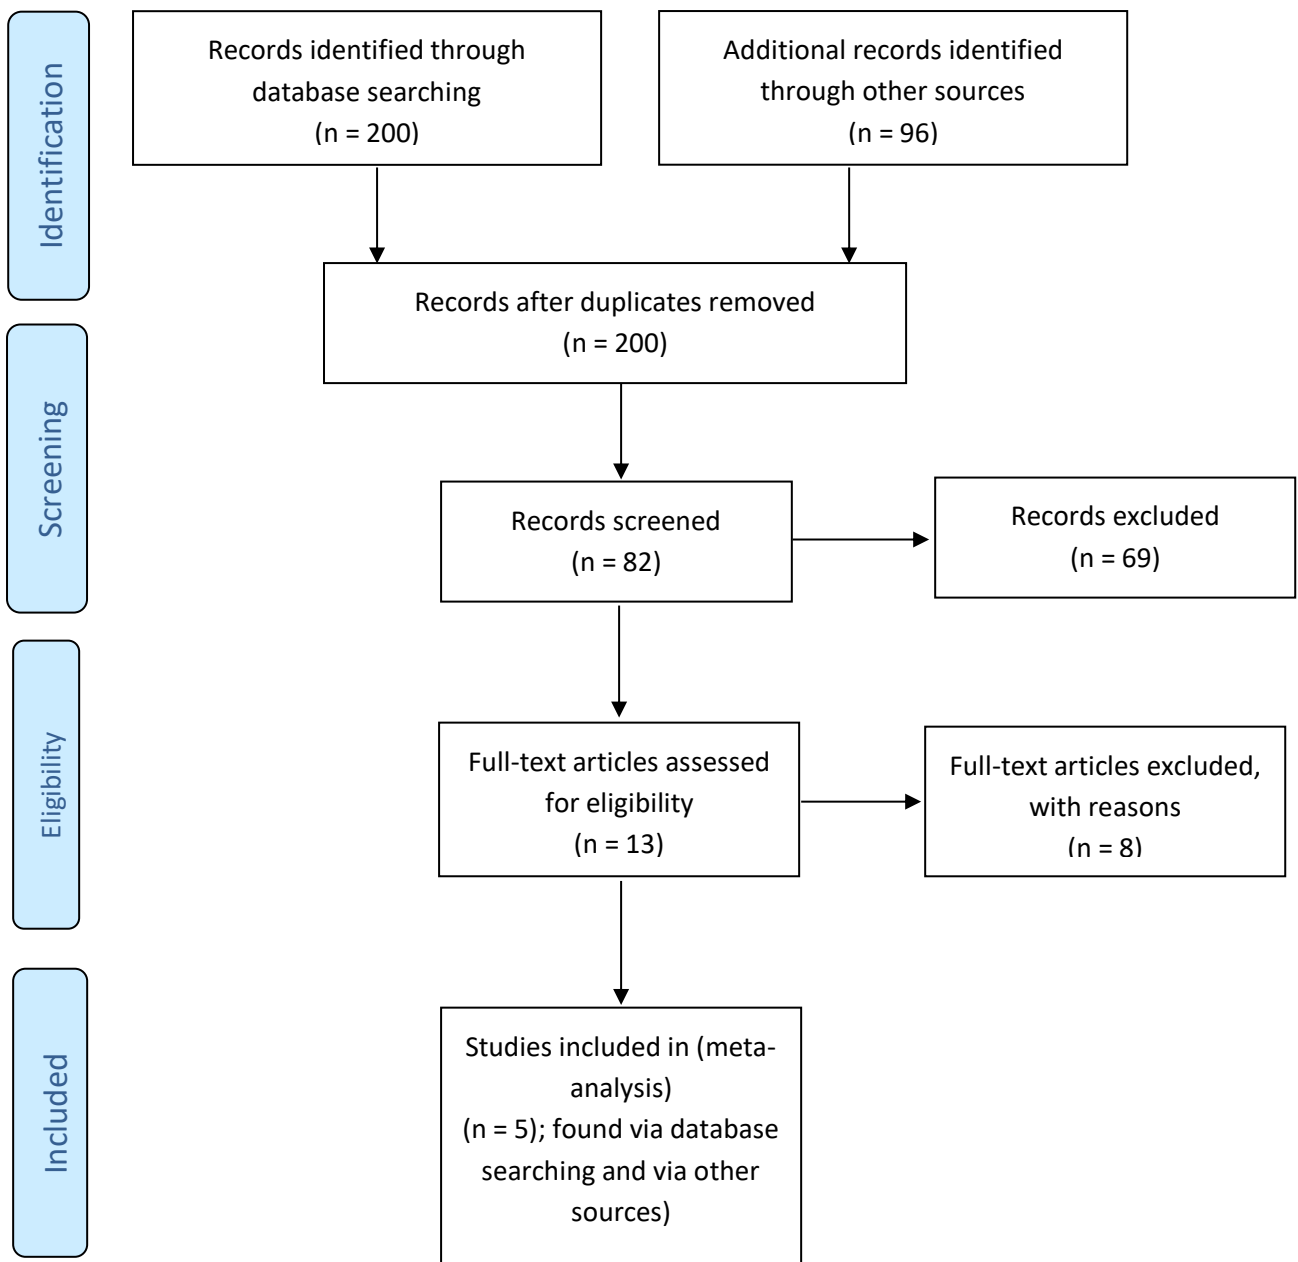 Identification
Records identified through
database searching
(n = 200)
Additional records identified
through other sources
(n = 96)
Records after duplicates removed
(n = 200)
Screening
Records screened
(n = 82)
Records excluded
(n = 69)
Eligibility
Full-text articles assessed
for eligibility
(n = 13)
Full-text articles excluded,
with reasons
(n = 8)
Included
Studies included in (meta-
analysis)
(n = 5); found via database
searching and via other
sources)